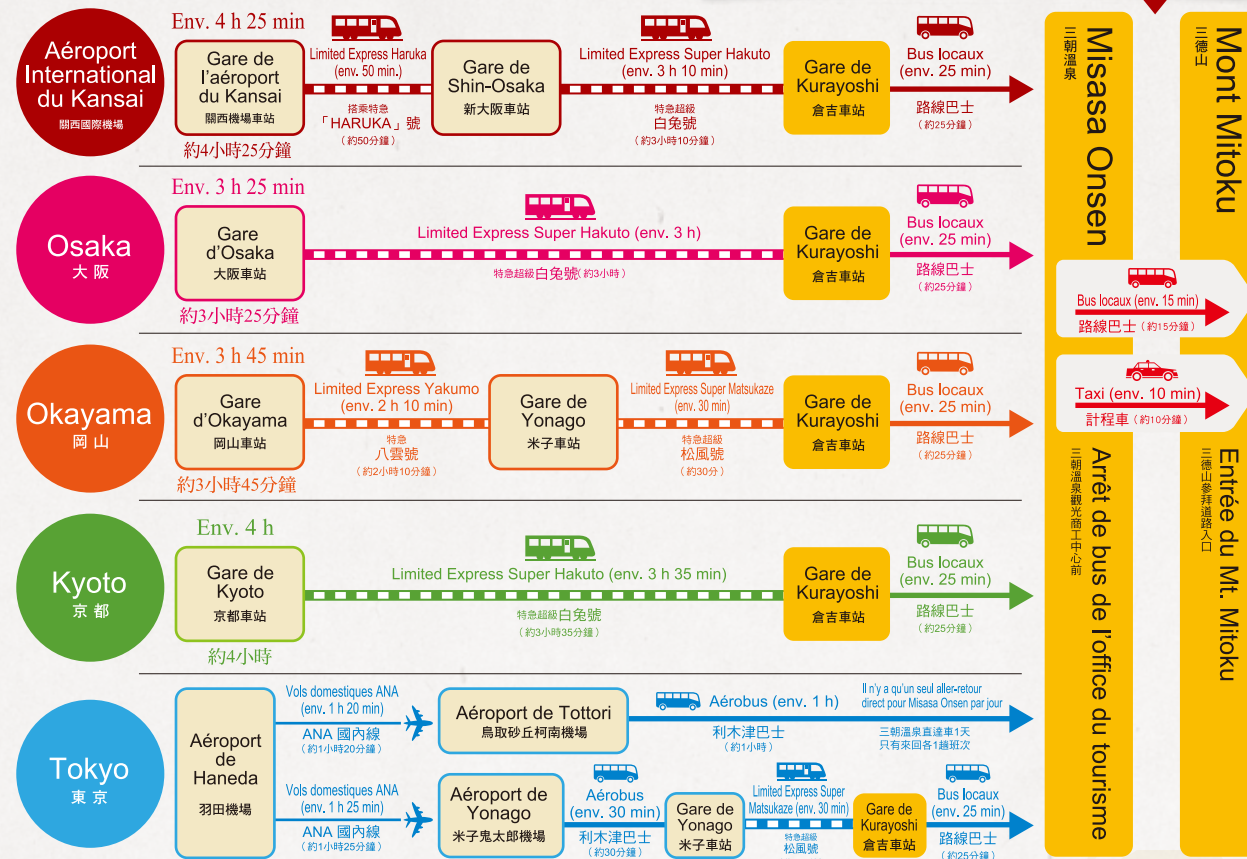 Aéroport
International
du Kansai
關西國際機場
Env. 4 h 25 min
Gare de
l'aéroport
du Kansai
關西機場車站
約4小時25分鐘
Limited Express Haruka
(env. 50 min.)
搭乘特急
「HARUKA」號
(約50分鐘)
Gare de
Shin-Osaka
新大阪車站
Limited Express Super Hakuto
(env. 3 h 10 min)
特急超級
白兔號
(約3小時10分鐘)
Gare de
Kurayoshi
倉吉車站
Bus locaux
(env. 25 min)
路線巴士
(約25分鐘)
Osaka
大阪
Env. 3 h 25 min
Gare
d'Osaka
大阪車站
約3小時25分鐘
Limited Express Super Hakuto (env. 3 h)
特急超級白兔號(約3小時)
Gare de
Kurayoshi
倉吉車站
Bus locaux
(env. 25 min)
路線巴士
(約25分鐘)
Okayama
岡山
Env. 3 h 45 min
Gare
d'Okayama
岡山車站
約3小時45分鐘
Limited Express Yakumo
(env. 2 h 10 min)
特急
八雲號
(約2小時10分鐘)
Gare de
Yonago
米子車站
Limited Express Super Matsukaze
(env. 30 min)
特急超級
松風號
(約30分)
Gare de
Kurayoshi
倉吉車站
Bus locaux
(env. 25 min)
路線巴士
(約25分鐘)
Kyoto
京都
Env. 4 h
Gare de
Kyoto
京都車站
約4小時
Limited Express Super Hakuto (env. 3 h 35 min)
特急超級白兔號
(約3小時35分鐘)
Gare de
Kurayoshi
倉吉車站
Bus locaux
(env. 25 min)
路線巴士
(約25分鐘)
Tokyo
東京
Aéroport
de
Haneda
羽田機場
Vols domestiques ANA
(env. 1 h 20 min)
ANA 國內線
(約1小時20分鐘)
Aéroport de Tottori
鳥取砂丘柯南機場
Aérobus (env. 1 h)
利木津巴士
(約1小時)
Il n'y a qu'un seul aller-retour
direct pour Misasa Onsen par jour
三朝溫泉直達車1天
只有來回各1趟班次
Vols domestiques ANA
(env. 1 h 25 min)
ANA 國內線
(約1小時25分鐘)
Aéroport de
Yonago
米子鬼太郎機場
Aérobus
(env. 30 min)
利木津巴士
(約30分鐘)
Gare de
Yonago
米子車站
Limited Express Super
Matsukaze (env. 30 min)
特急超級
松風號
Gare de
Kurayoshi
倉吉車站
Bus locaux
(env. 25 min)
路線巴士
(約25分鐘)
Misasa Onsen
三朝溫泉
Arrêt de bus de l'office du tourisme
三朝溫泉觀光商工中心前
Bus locaux (env. 15 min)
路線巴士(約15分鐘)
Taxi (env. 10 min)
計程車(約10分鐘)
Mont Mitoku
三德山
Entrée du Mt. Mitoku
三德山參拜道路入口